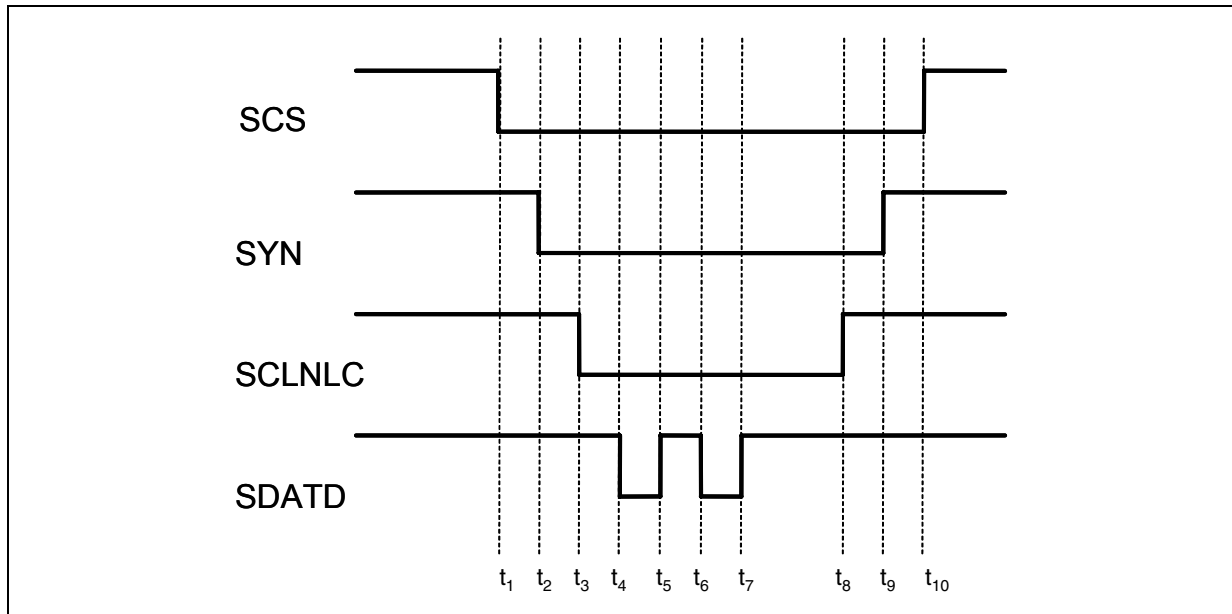 SCS
SYN
SCLNLC
SDATD
t1 t2 t3 t4 t5 t6 t7 t8 t9 t10